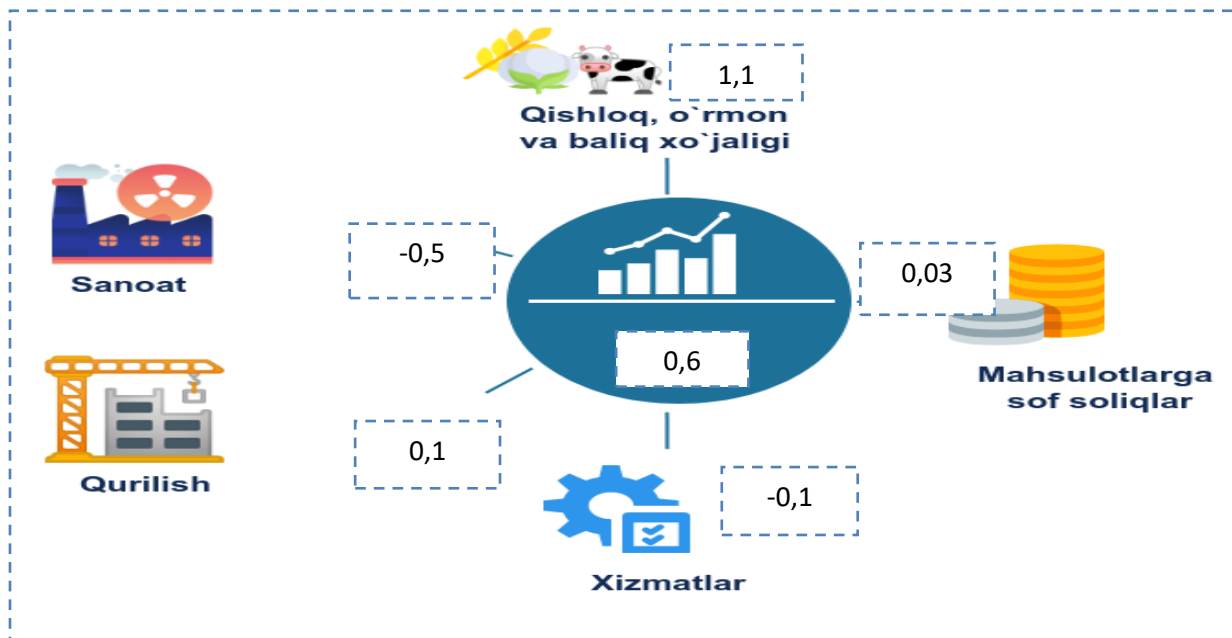 1,1
Qishloq, o`rmon
va baliq xo`jaligi
-0,5
Sanoat
0,03
0,6
Mahsulotlarga
sof soliqlar
0,1
Qurilish
-0,1
Xizmatlar